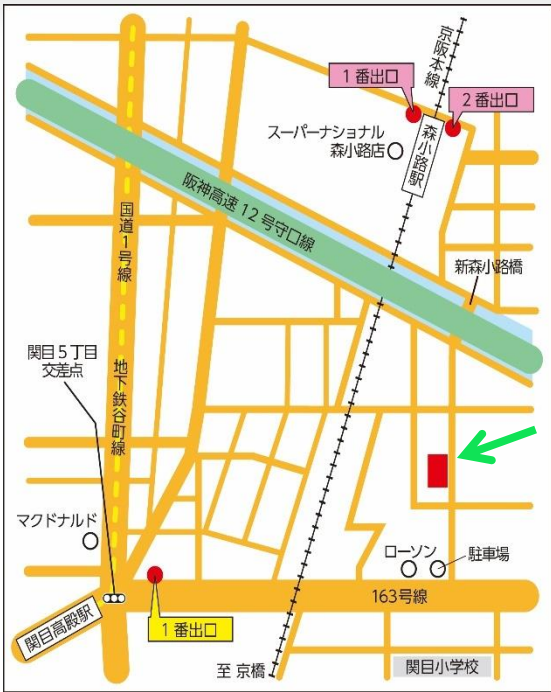 京阪本線
1番出口
2番出口
スーパーナショナル
森小路店
森小路駅
阪神高速12号守口線
国道1号線
新森小路橋
関目5丁目
交差点
地下鉄谷町線
マクドナルド
ローソン
駐車場
163号線
関目高殿駅
1番出口
至 京橋
関目小学校